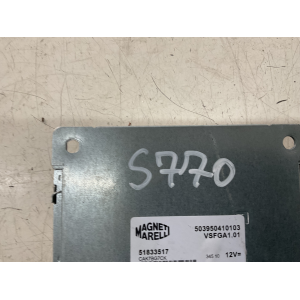 S770
MAGNETI
MARELLI
503950410103
VSFGA1.01
51833517
12V=